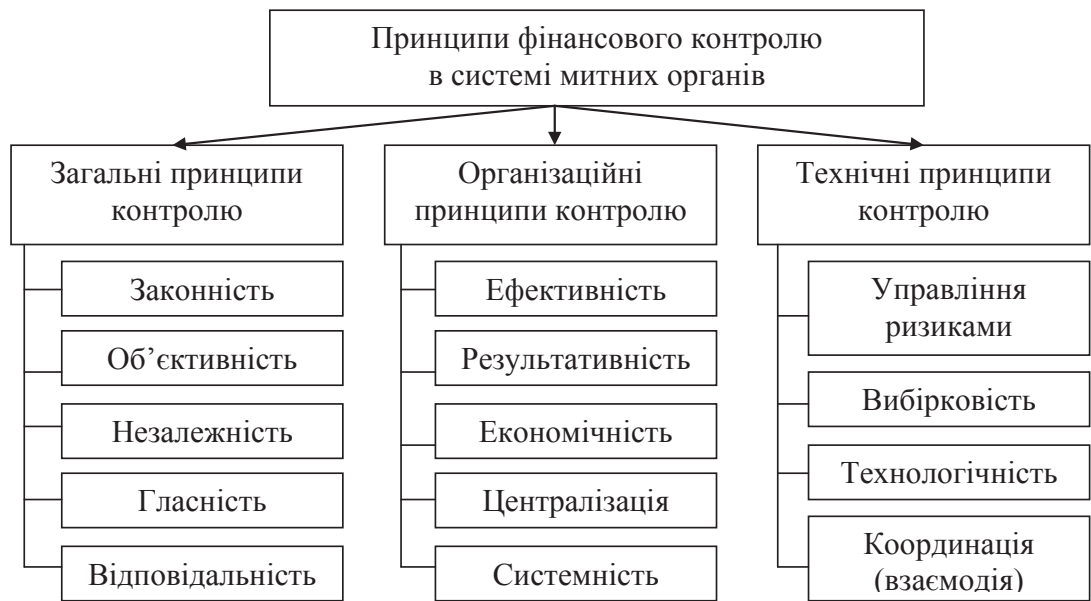 Принципи фінансового контролю
в системі митних органів
Загальні принципи
контролю
Законність
Об’єктивність
Незалежність
Гласність
Відповідальність
Організаційні
принципи контролю
Ефективність
Результативність
Економічність
Централізація
Системність
Технічні принципи
контролю
Управління
ризиками
Вибірковість
Технологічність
Координація
(взаємодія)